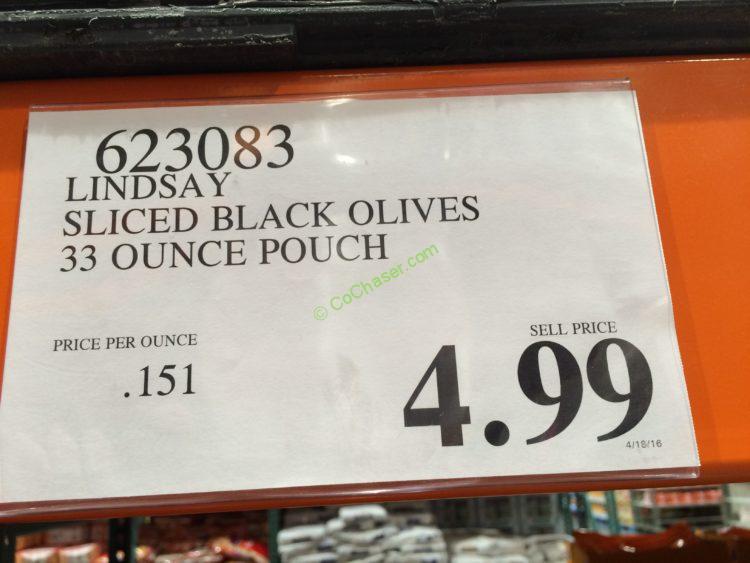 623083
LINDSAY
SLICED BLACK OLIVES
33 OUNCE POUCH
© CoChaser.com
PRICE PER OUNCE
.151
SELL PRICE
4.99
4/18/16